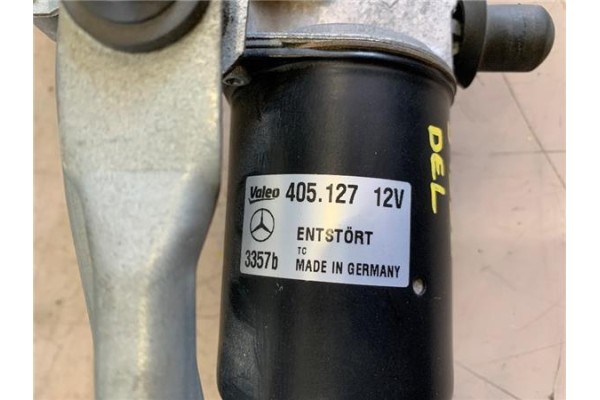 Valeo 405.127 12V
ENTSTÖRT
TC
3357b MADE IN GERMANY
DEL